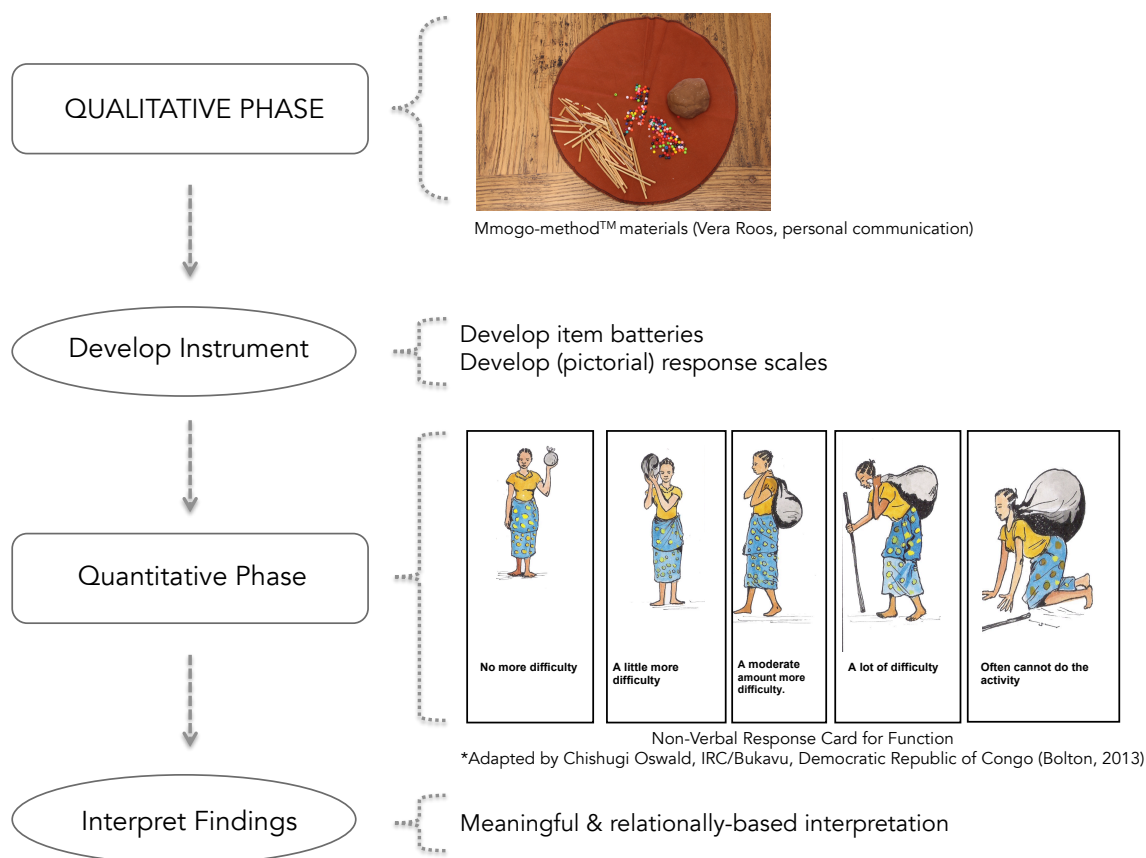 QUALITATIVE PHASE
Mmogo-method™ materials (Vera Roos, personal communication)
Develop Instrument
Develop item batteries
Develop (pictorial) response scales
Quantitative Phase
No more difficulty
A little more
difficulty
A moderate
amount more
difficulty.
A lot of difficulty
Often cannot do the
activity
Non-Verbal Response Card for Function
*Adapted by Chishugi Oswald, IRC/Bukavu, Democratic Republic of Congo (Bolton, 2013)
Interpret Findings
Meaningful & relationally-based interpretation